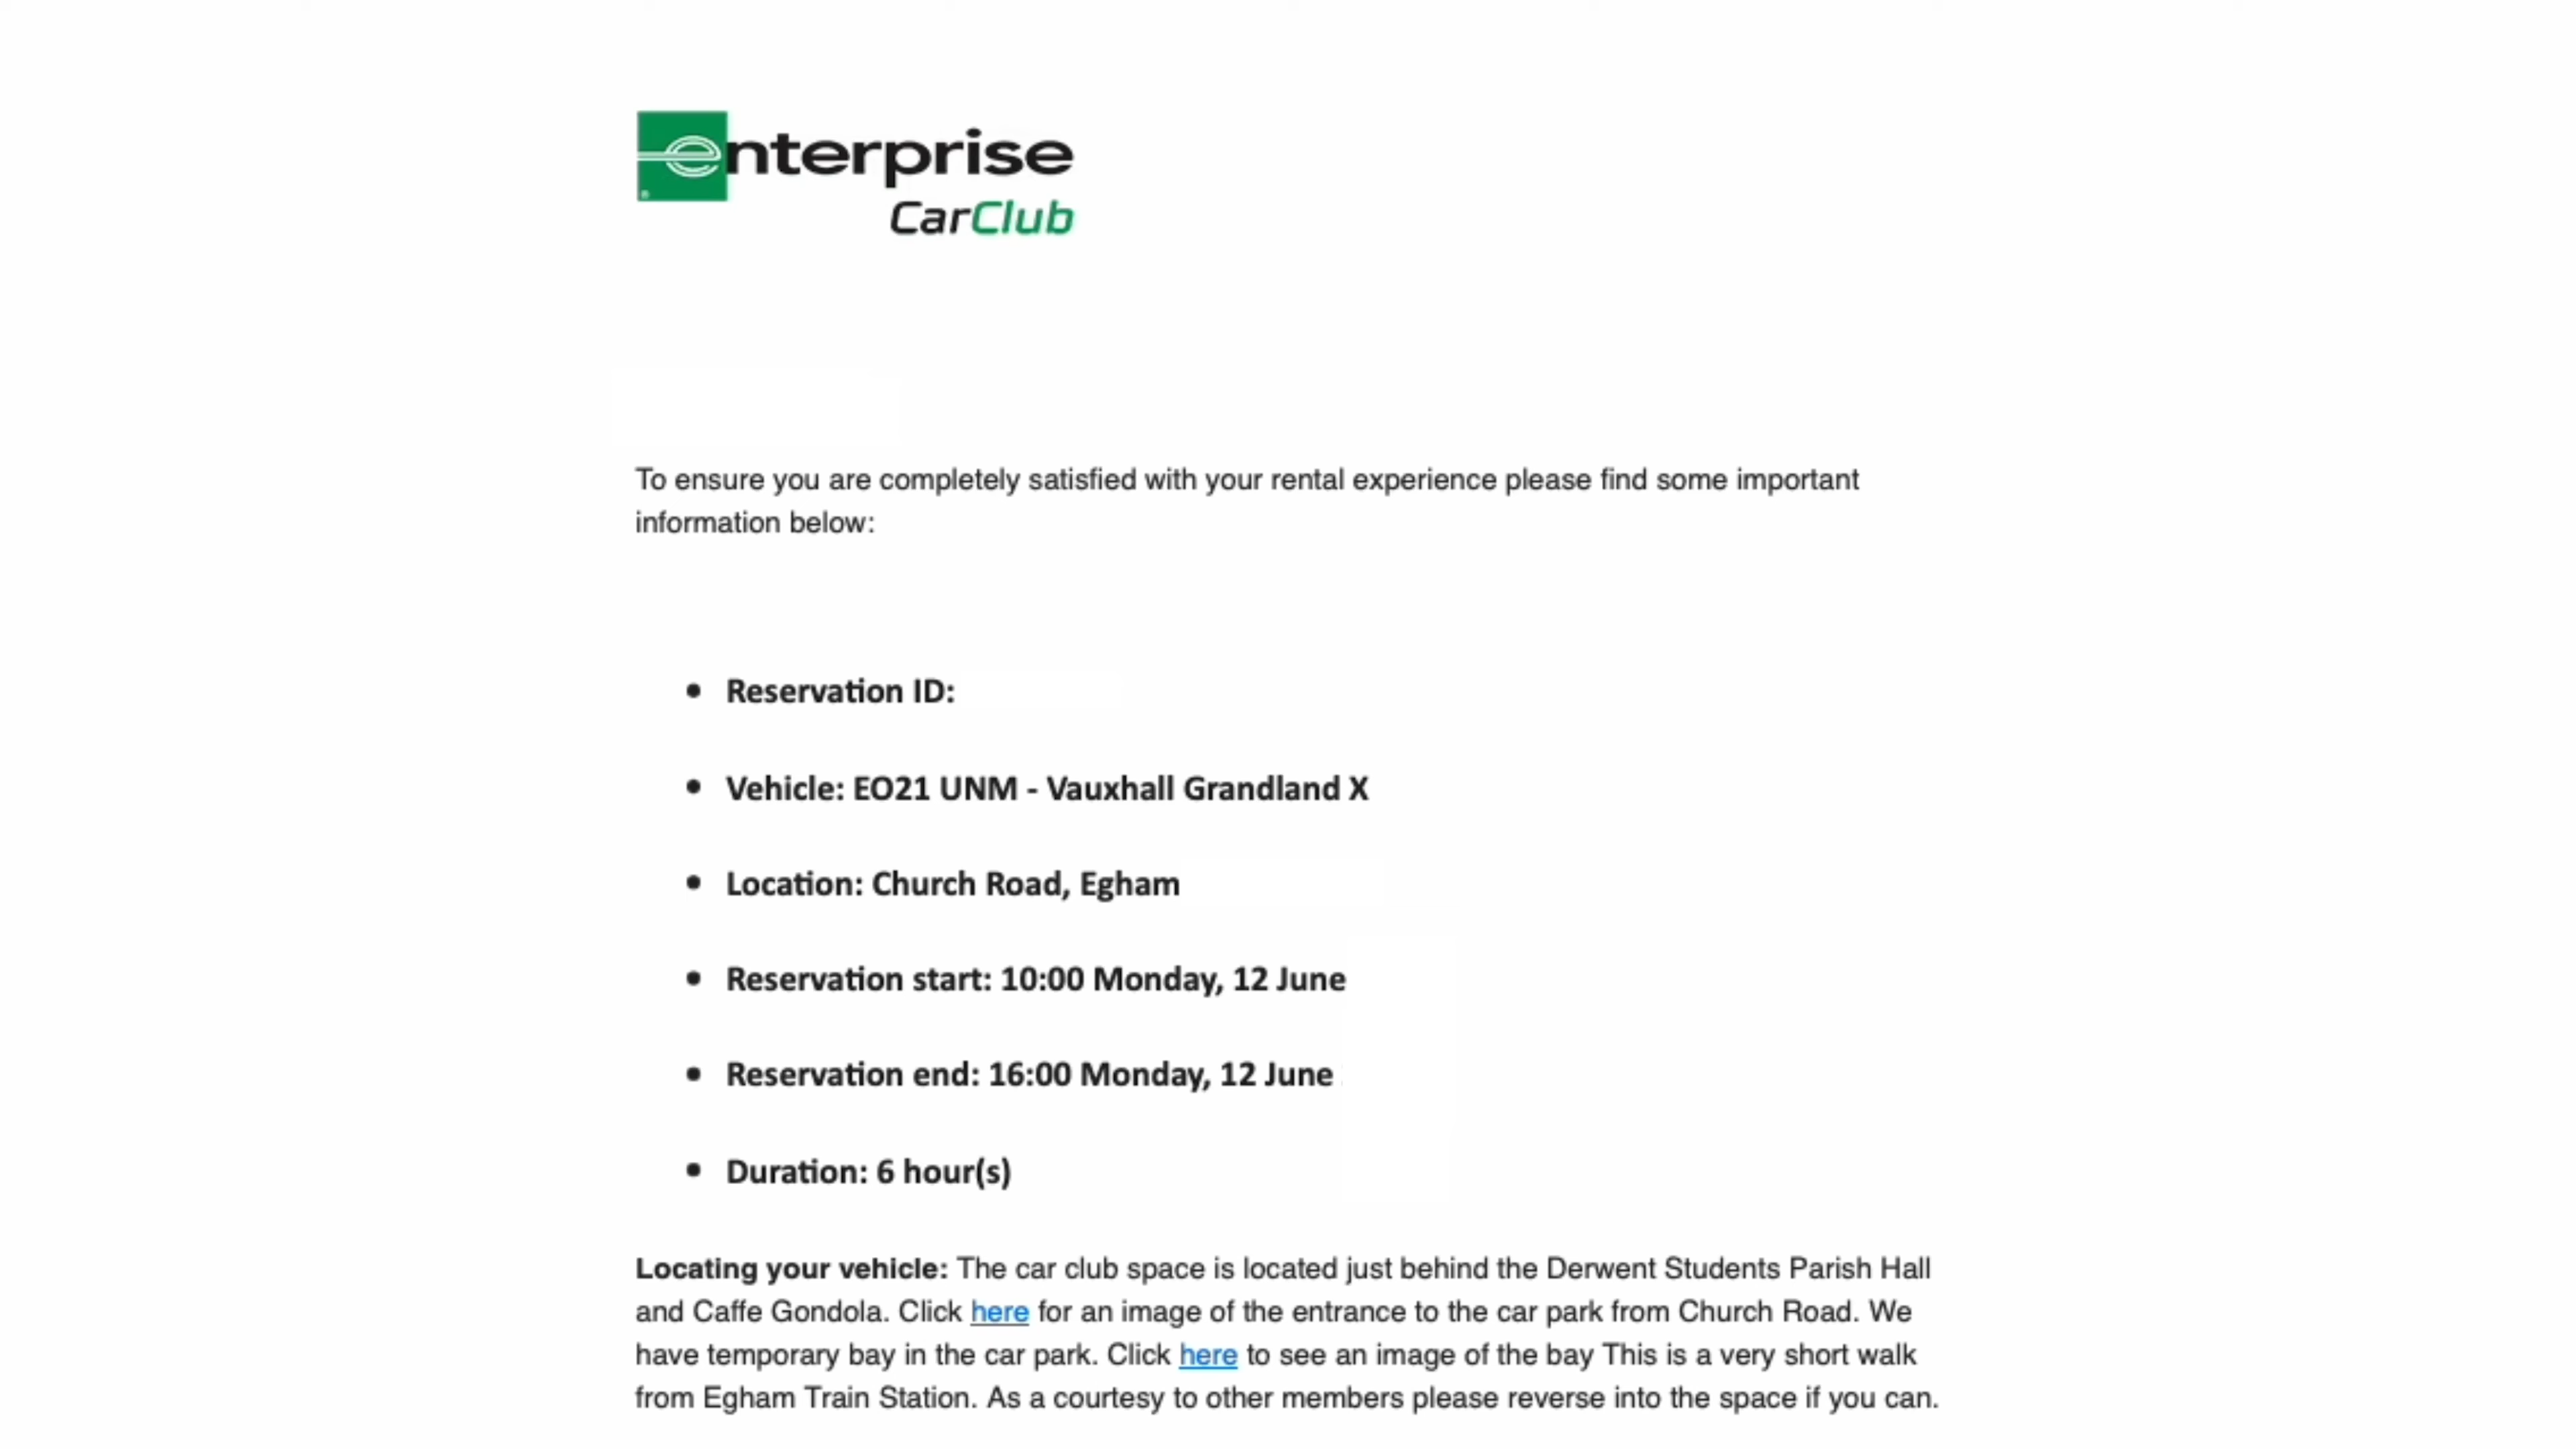 enterprise
CarClub
To ensure you are completely satisfied with your rental experience please find some important
information below:
• Reservation ID:
• Vehicle: EO21 UNM - Vauxhall Grandland X
• Location: Church Road, Egham
• Reservation start: 10:00 Monday, 12 June
• Reservation end: 16:00 Monday, 12 June
• Duration: 6 hour(s)
Locating your vehicle: The car club space is located just behind the Derwent Students Parish Hall
and Caffe Gondola. Click here for an image of the entrance to the car park from Church Road. We
have temporary bay in the car park. Click here to see an image of the bay This is a very short walk
from Egham Train Station. As a courtesy to other members please reverse into the space if you can.